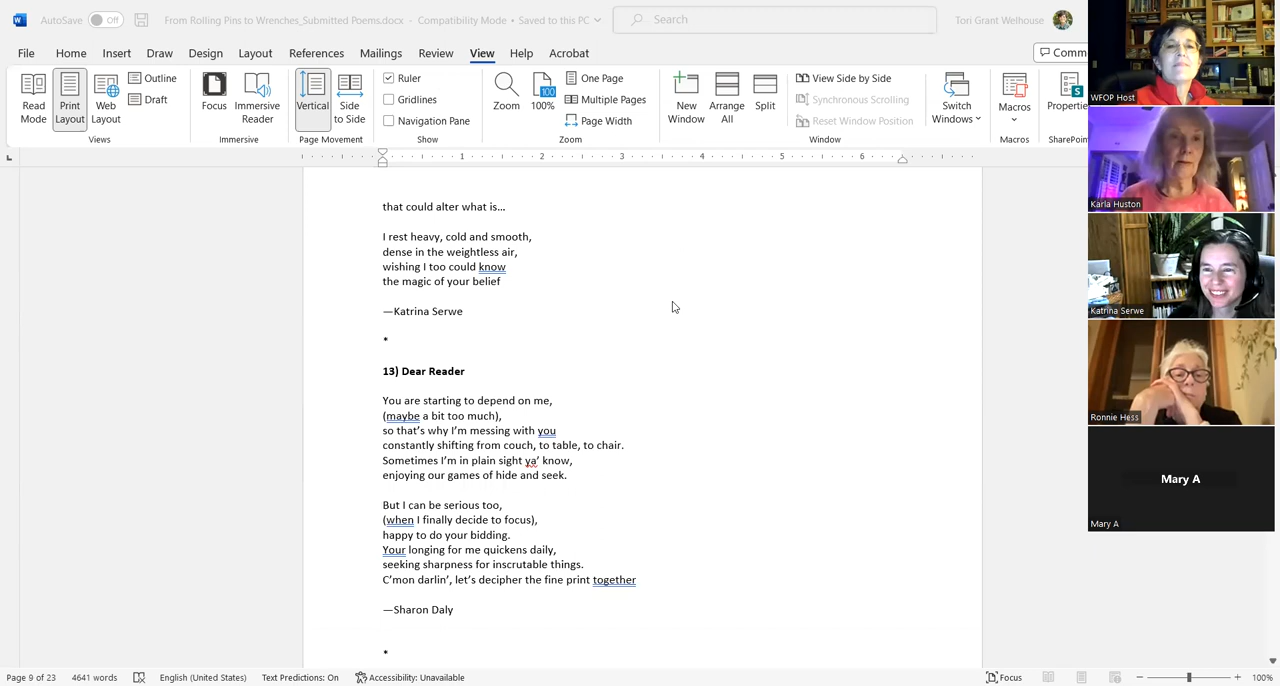 AutoSave Off From Rolling Pins to Wrenches_Submitted Poems.docx - Compatibility Mode • Saved to this PC Search Tori Grant Welhouse
File Home Insert Draw Design Layout References Mailings Review View Help Acrobat Comm
Read Mode
Print Layout
Web Layout
Outline
Draft
Views
Focus
Immersive Reader
Immersive
Vertical
Side to Side
Page Movement
Ruler
Gridlines
Navigation Pane
Show
Zoom
100
100%
One Page
Multiple Pages
Page Width
Zoom
New Window
Arrange All
Split
View Side by Side
Synchronous Scrolling
Reset Window Position
Window
Switch Windows
Macros
Macros
Properties
SharePoint
1 2 3 4 5 6
that could alter what is…
I rest heavy, cold and smooth,
dense in the weightless air,
wishing I too could know
the magic of your belief
—Katrina Serwe
*
13) Dear Reader
You are starting to depend on me,
(maybe a bit too much),
so that's why I'm messing with you
constantly shifting from couch, to table, to chair.
Sometimes I'm in plain sight ya' know,
enjoying our games of hide and seek.
But I can be serious too,
(when I finally decide to focus),
happy to do your bidding.
Your longing for me quickens daily,
seeking sharpness for inscrutable things.
C'mon darlin', let's decipher the fine print together
—Sharon Daly
*
WFOP Host
Karla Huston
Katrina Serwe
Ronnie Hess
Mary A
Mary A
Page 9 of 23 4641 words English (United States) Text Predictions: On Accessibility: Unavailable Focus 100%